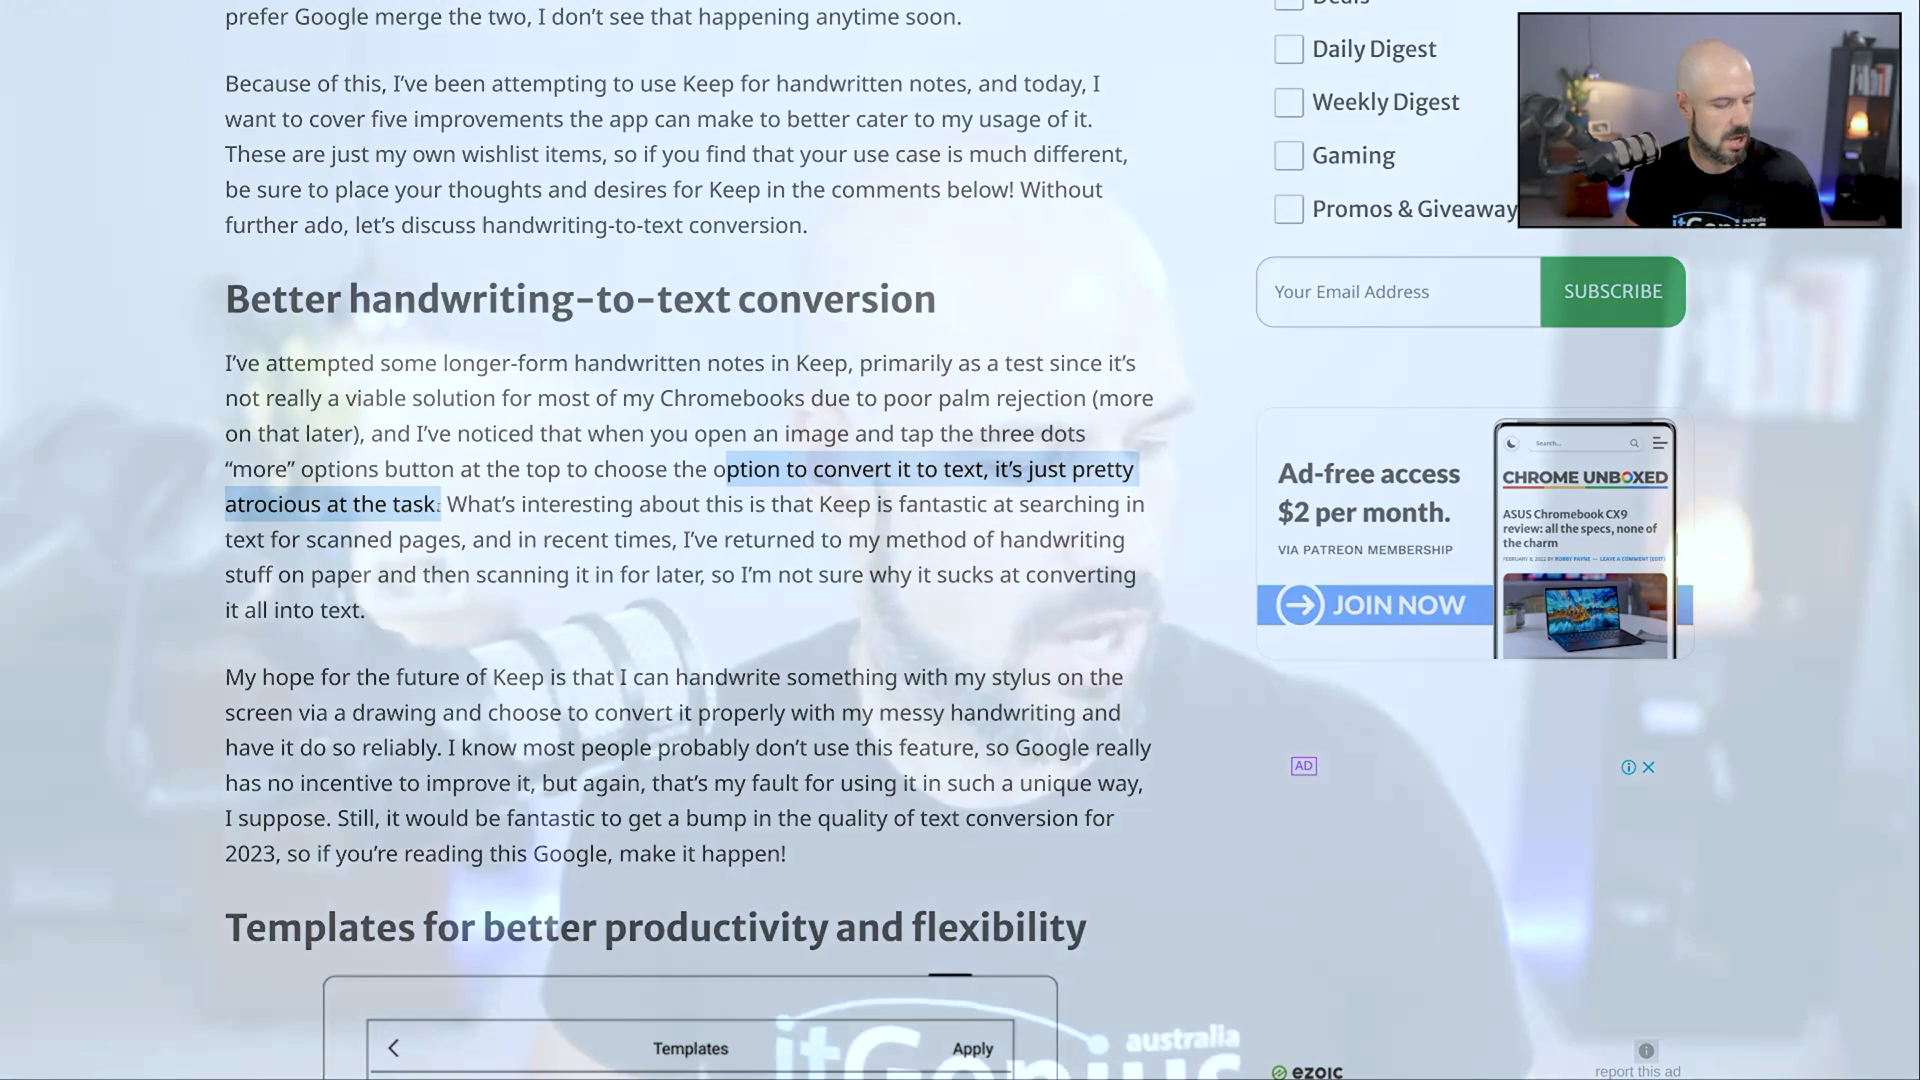 prefer Google merge the two, I don’t see that happening anytime soon.
Because of this, I’ve been attempting to use Keep for handwritten notes, and today, I
want to cover five improvements the app can make to better cater to my usage of it.
These are just my own wishlist items, so if you find that your use case is much different,
be sure to place your thoughts and desires for Keep in the comments below! Without
further ado, let’s discuss handwriting-to-text conversion.
Better handwriting-to-text conversion
I’ve attempted some longer-form handwritten notes in Keep, primarily as a test since it’s
not really a viable solution for most of my Chromebooks due to poor palm rejection (more
on that later), and I’ve noticed that when you open an image and tap the three dots
“more” options button at the top to choose the option to convert it to text, it’s just pretty
atrocious at the task. What’s interesting about this is that Keep is fantastic at searching in
text for scanned pages, and in recent times, I’ve returned to my method of handwriting
stuff on paper and then scanning it in for later, so I’m not sure why it sucks at converting
it all into text.
My hope for the future of Keep is that I can handwrite something with my stylus on the
screen via a drawing and choose to convert it properly with my messy handwriting and
have it do so reliably. I know most people probably don’t use this feature, so Google really
has no incentive to improve it, but again, that’s my fault for using it in such a unique way,
I suppose. Still, it would be fantastic to get a bump in the quality of text conversion for
2023, so if you’re reading this Google, make it happen!
Templates for better productivity and flexibility
Templates
Apply
Deals
Daily Digest
Weekly Digest
Gaming
Promos & Giveaway
Your Email Address
SUBSCRIBE
Ad-free access
$2 per month.
VIA PATREON MEMBERSHIP
JOIN NOW
Search...
CHROME UNBOXED
ASUS Chromebook CX9
review: all the specs, none of
the charm
FEBRUARY 8, 2022 BY ROBBY PAYNE — LEAVE A COMMENT (EDIT)
AD
ezoic
report this ad
itGenius
australia
itGenius
australia